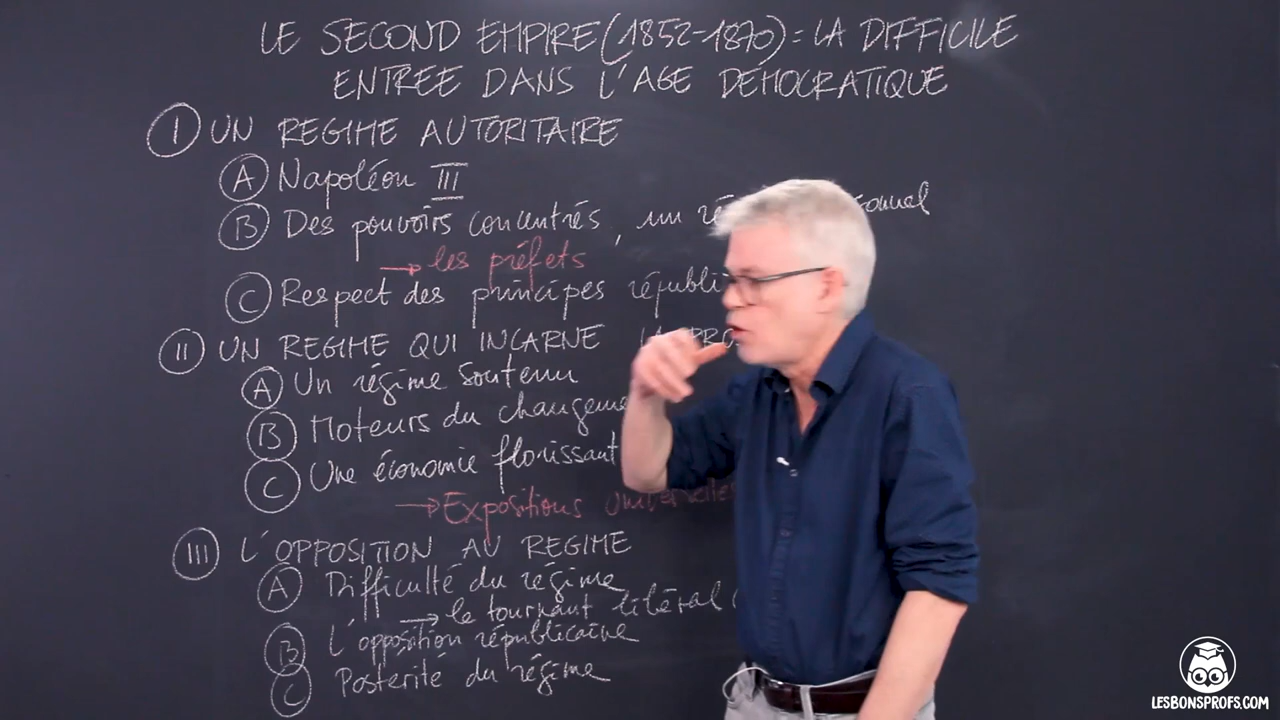 LE SECOND EMPIRE (1852-1870) = LA DIFFICILE
ENTREE DANS L'AGE DEMOCRATIQUE
I UN REGIME AUTORITAIRE
A Napoléon III
B Des pouvoirs concentrés, un
→ les préfets
C Respect des principes
II UN REGIME QUI INCARNE
A Un régime soutenu
B Moteurs du
C Une économie
→ Expositions Universelles
III L'OPPOSITION AU REGIME
A Difficulté du régime
→ le tournant libéral
B L'opposition républicaine
C Postérité du régime
LESBONSPROFS.COM